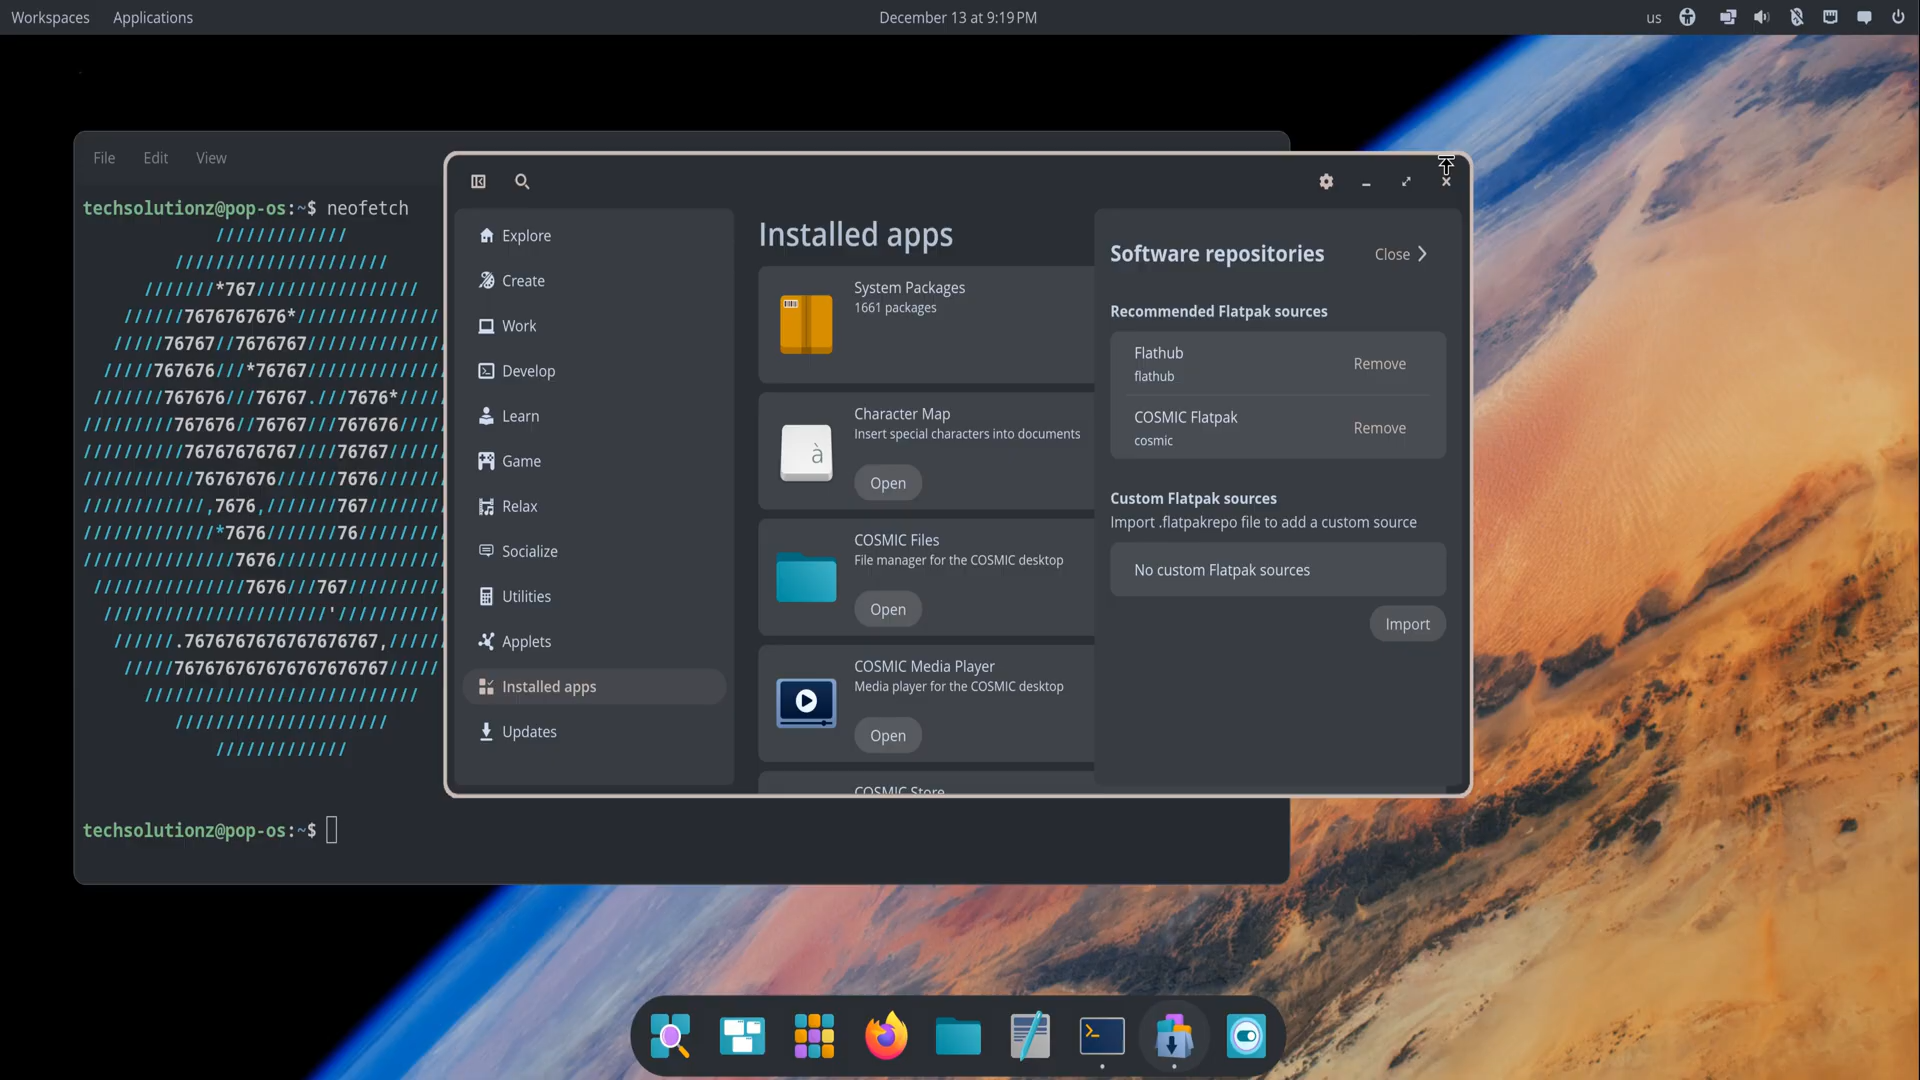 Workspaces Applications December 13 at 9:19 PM us
File Edit View
techsolutionz@pop-os:~$ neofetch
/////////////
/////////////////////
///////*767////////////////
//////7676767676*//////////////
/////76767//7676767/////////////
/////767676///*76767/////////////
///////767676///76767.///7676*/////
/////////767676//76767///767676////
//////////76767676767////76767/////
///////////76767676//////7676//////
////////////,7676,///////767///////
/////////////*7676///////76////////
///////////////7676////////////////
///////////////7676///767//////////
//////////////////////'//////////
//////.7676767676767676767,//////
/////767676767676767676767/////
///////////////////////////
/////////////////////
/////////////
techsolutionz@pop-os:~$
Explore
Create
Work
Develop
Learn
Game
Relax
Socialize
Utilities
Applets
Installed apps
Updates
Installed apps
System Packages
1661 packages
Character Map
Insert special characters into documents
à
Open
COSMIC Files
File manager for the COSMIC desktop
Open
COSMIC Media Player
Media player for the COSMIC desktop
Open
COSMIC Store
Software repositories Close
Recommended Flatpak sources
Flathub
flathub
Remove
COSMIC Flatpak
cosmic
Remove
Custom Flatpak sources
Import .flatpakrepo file to add a custom source
No custom Flatpak sources
Import